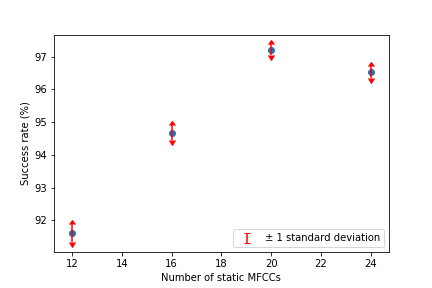 97
96
95
94
93
92
Success rate (%)
12 14 16 18 20 22 24
Number of static MFCCs
± 1 standard deviation